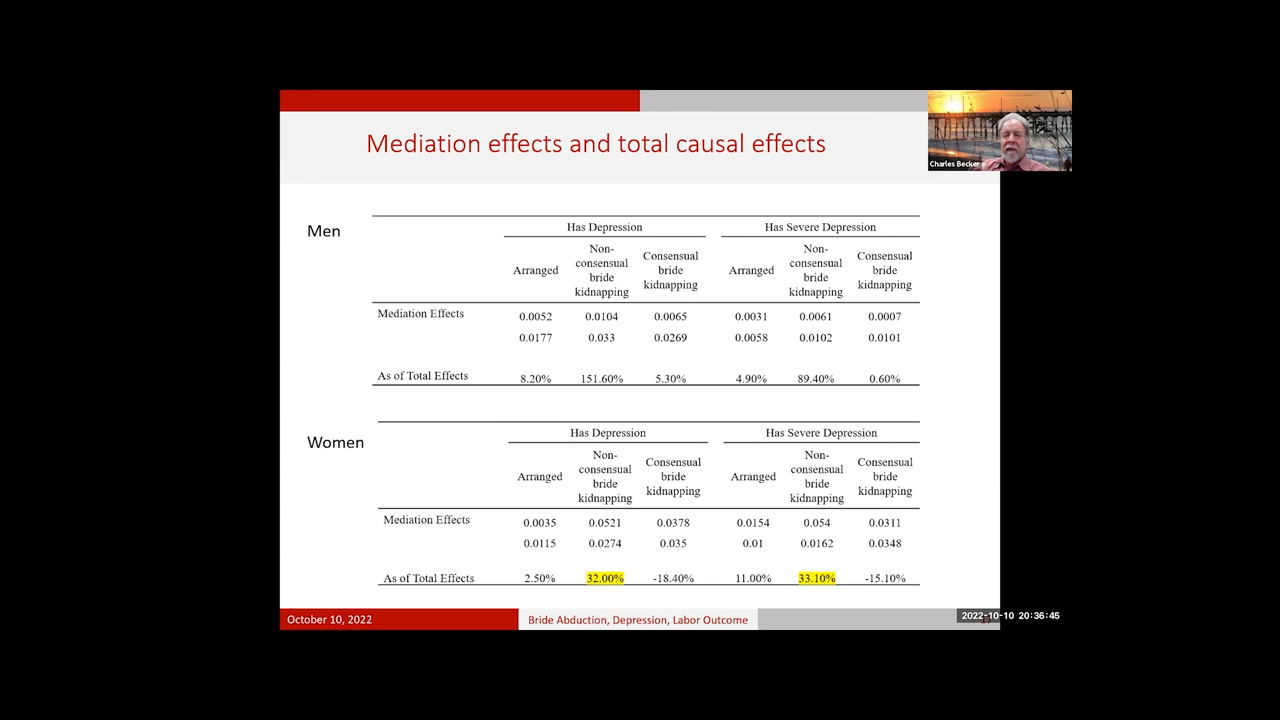 Mediation effects and total causal effects
Charles Becker
Men
Has Depression
Has Severe Depression
Arranged
Non-
consensual
bride
kidnapping
Consensual
bride
kidnapping
Arranged
Non-
consensual
bride
kidnapping
Consensual
bride
kidnapping
Mediation Effects
0.0052 0.0104 0.0065 0.0031 0.0061 0.0007
0.0177 0.033 0.0269 0.0058 0.0102 0.0101
As of Total Effects 8.20% 151.60% 5.30% 4.90% 89.40% 0.60%
Women
Has Depression
Has Severe Depression
Arranged
Non-
consensual
bride
kidnapping
Consensual
bride
kidnapping
Arranged
Non-
consensual
bride
kidnapping
Consensual
bride
kidnapping
Mediation Effects
0.0035 0.0521 0.0378 0.0154 0.054 0.0311
0.0115 0.0274 0.035 0.01 0.0162 0.0348
As of Total Effects 2.50% 32.00% -18.40% 11.00% 33.10% -15.10%
October 10, 2022
Bride Abduction, Depression, Labor Outcome
2022-10-10 20:36:45